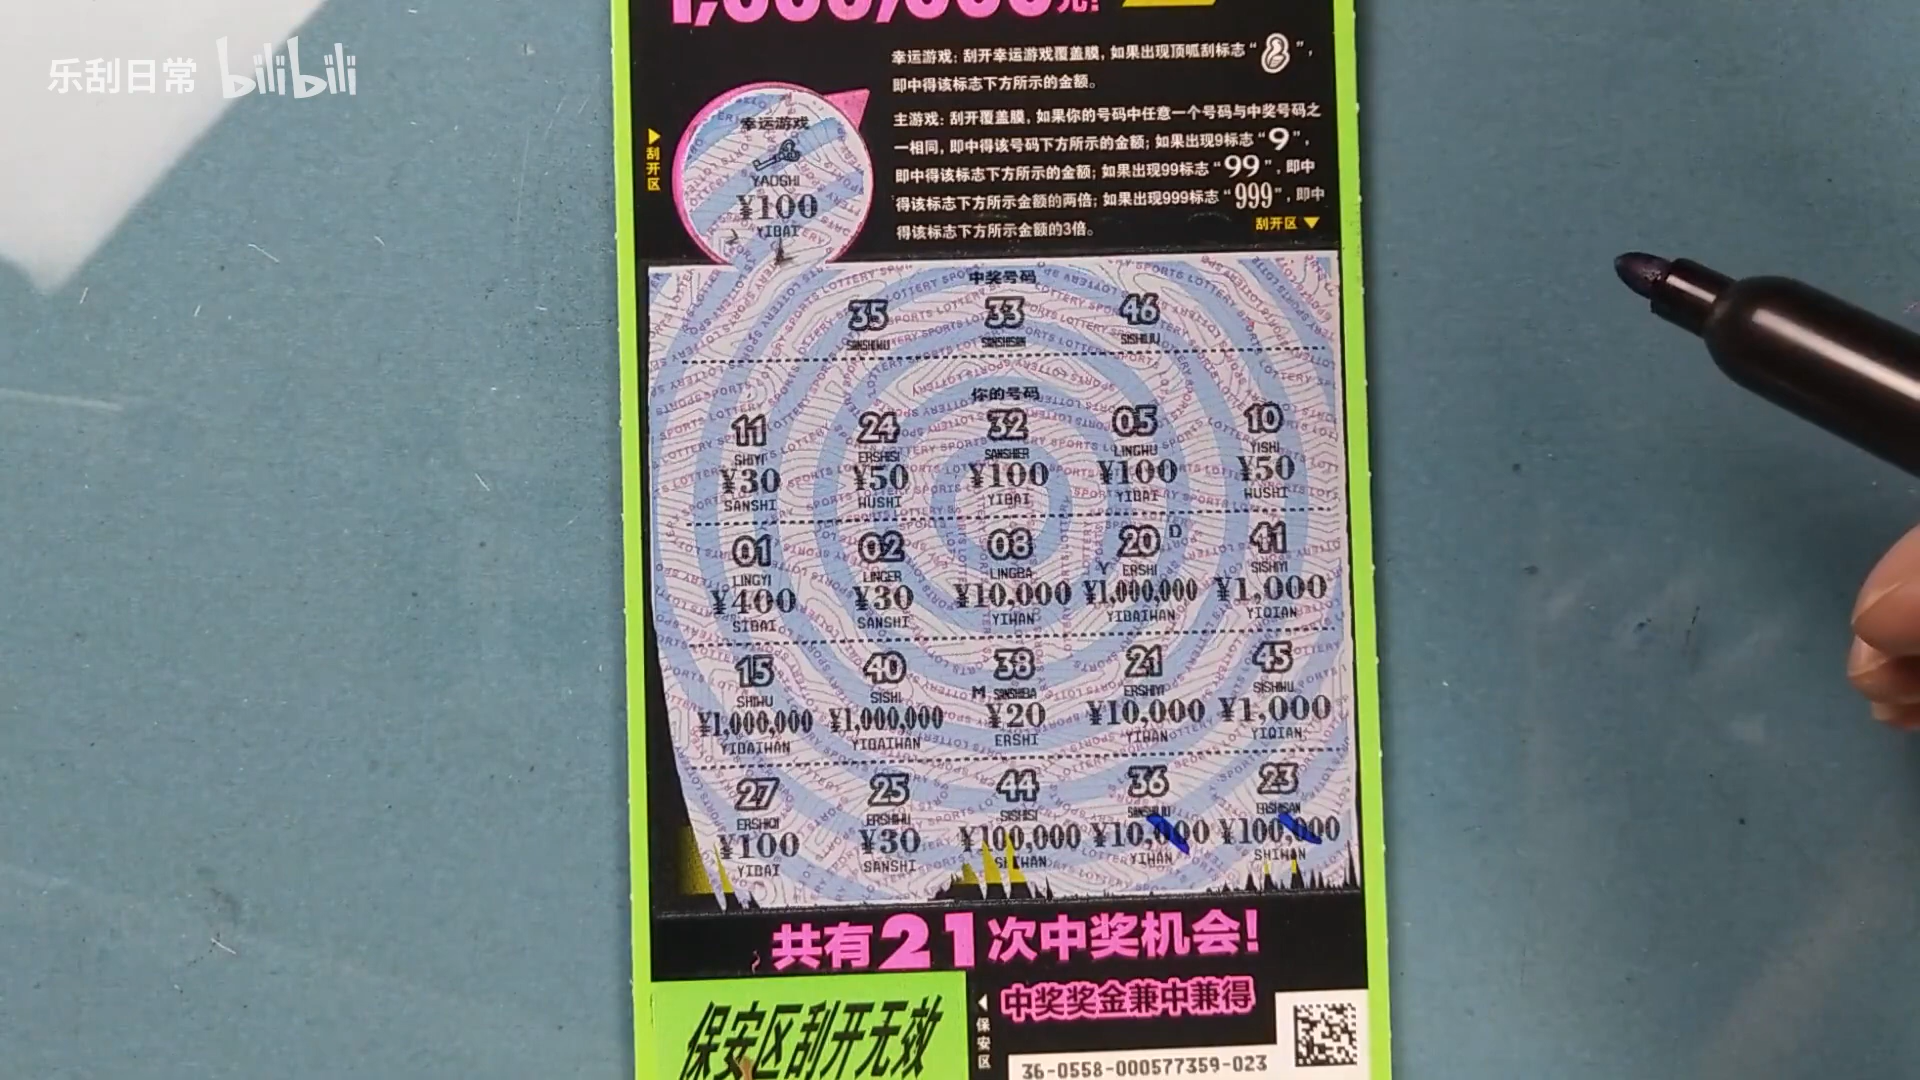 1,000,000元!
乐刮日常 bilibili
幸运游戏：刮开幸运游戏覆盖膜，如果出现顶呱刮标志“ ”，
即中得该标志下方所示的金额。
主游戏：刮开覆盖膜，如果你的号码中任意一个号码与中奖号码之
一相同，即中得该号码下方所示的金额；如果出现9标志“9”，
即中得该标志下方所示的金额；如果出现99标志“99”，即中
得该标志下方所示金额的两倍；如果出现999标志“999”，即中
得该标志下方所示金额的3倍。
刮开区
刮开区
幸运游戏
YAOSHI
¥100
YIBAI
中奖号码
35 33 46
SANSHIWU SANSHISAN SISHILIU
你的号码
11 24 32 05 10
SHIYI ERSHISI SANSHIER LINGWU YISHI
¥30 ¥50 ¥100 ¥100 ¥50
SANSHI WUSHI YIBAI YIBAI WUSHI
01 02 08 20 D 41
LINGYI LINGER LINGBA Y ERSHI SISHIYI
¥400 ¥30 ¥10,000 ¥1,000,000 ¥1,000
SIBAI SANSHI YIWAN YIBAIWAN YIQIAN
15 40 38 21 45
SHIWU SISHI M SANSHIBA ERSHIYI SISHIWU
¥1,000,000 ¥1,000,000 ¥20 ¥10,000 ¥1,000
YIBAIWAN YIBAIWAN ERSHI YIWAN YIQIAN
27 25 44 36 23
ERSHIQI ERSHIWU SISHISI SANSHILIU ERSHISAN
¥100 ¥30 ¥100,000 ¥10,000 ¥100,000
YIBAI SANSHI SHIWAN YIWAN SHIWAN
共有21次中奖机会!
中奖奖金兼中兼得
保安区刮开无效
保安区
36-0558-000577359-023